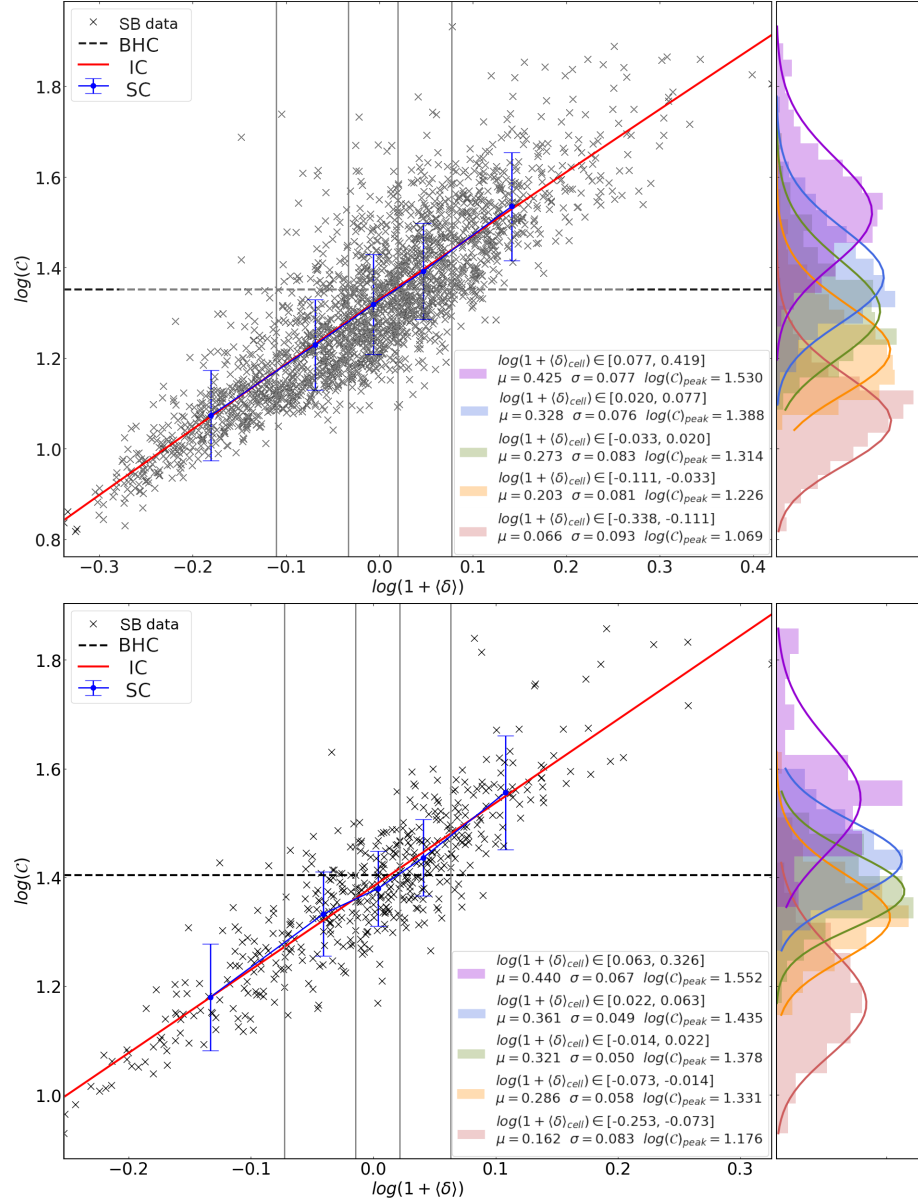 SB data
BHC
IC
SC
log(𝒞)
1.8
1.6
1.4
1.2
1.0
0.8
log(1 + ⟨δ⟩_cell) ∈ [0.077, 0.419]
μ = 0.425 σ = 0.077 log(𝒞)_peak = 1.530
log(1 + ⟨δ⟩_cell) ∈ [0.020, 0.077]
μ = 0.328 σ = 0.076 log(𝒞)_peak = 1.388
log(1 + ⟨δ⟩_cell) ∈ [-0.033, 0.020]
μ = 0.273 σ = 0.083 log(𝒞)_peak = 1.314
log(1 + ⟨δ⟩_cell) ∈ [-0.111, -0.033]
μ = 0.203 σ = 0.081 log(𝒞)_peak = 1.226
log(1 + ⟨δ⟩_cell) ∈ [-0.338, -0.111]
μ = 0.066 σ = 0.093 log(𝒞)_peak = 1.069
−0.3 −0.2 −0.1 0.0 0.1 0.2 0.3 0.4
log(1 + ⟨δ⟩)
SB data
BHC
IC
SC
log(𝒞)
1.8
1.6
1.4
1.2
1.0
log(1 + ⟨δ⟩_cell) ∈ [0.063, 0.326]
μ = 0.440 σ = 0.067 log(𝒞)_peak = 1.552
log(1 + ⟨δ⟩_cell) ∈ [0.022, 0.063]
μ = 0.361 σ = 0.049 log(𝒞)_peak = 1.435
log(1 + ⟨δ⟩_cell) ∈ [-0.014, 0.022]
μ = 0.321 σ = 0.050 log(𝒞)_peak = 1.378
log(1 + ⟨δ⟩_cell) ∈ [-0.073, -0.014]
μ = 0.286 σ = 0.058 log(𝒞)_peak = 1.331
log(1 + ⟨δ⟩_cell) ∈ [-0.253, -0.073]
μ = 0.162 σ = 0.083 log(𝒞)_peak = 1.176
−0.2 −0.1 0.0 0.1 0.2 0.3
log(1 + ⟨δ⟩)